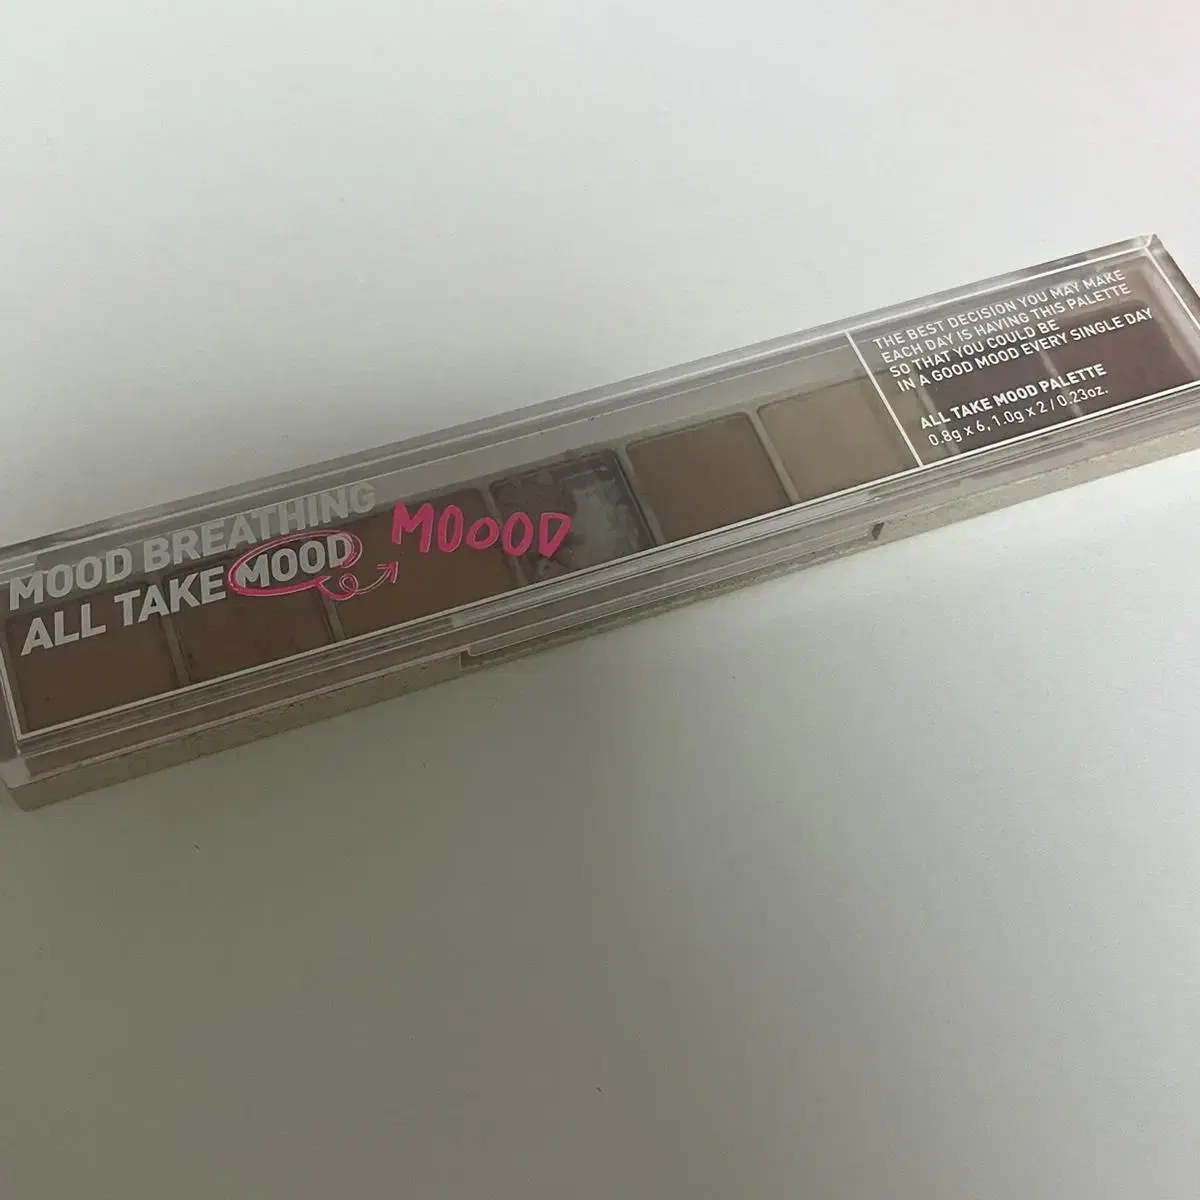 MOOD BREATHING
ALL TAKE MOOD MOOOD
THE BEST DECISION YOU MAY MAKE
EACH DAY IS HAVING THIS PALETTE
SO THAT YOU COULD BE
IN A GOOD MOOD EVERY SINGLE DAY
ALL TAKE MOOD PALETTE
0.8g x 6, 1.0g x 2 / 0.23oz.